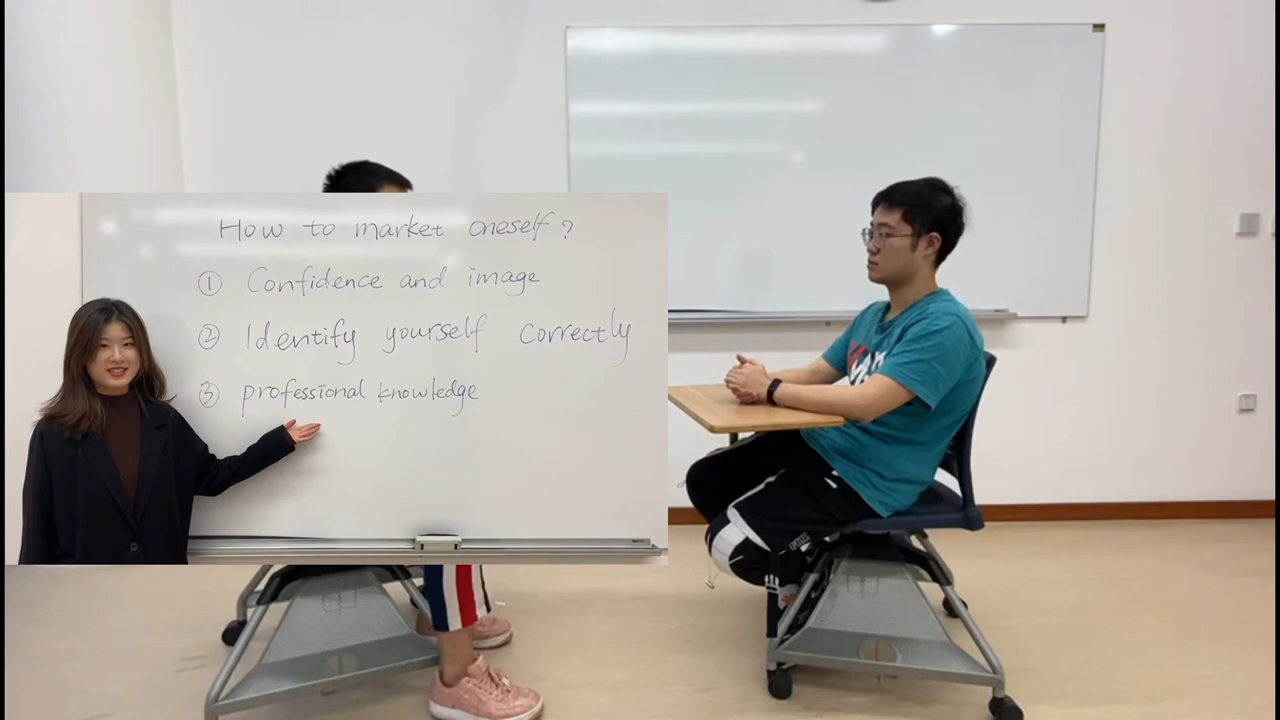 How to market oneself?
① Confidence and image
② Identify yourself correctly
③ professional knowledge